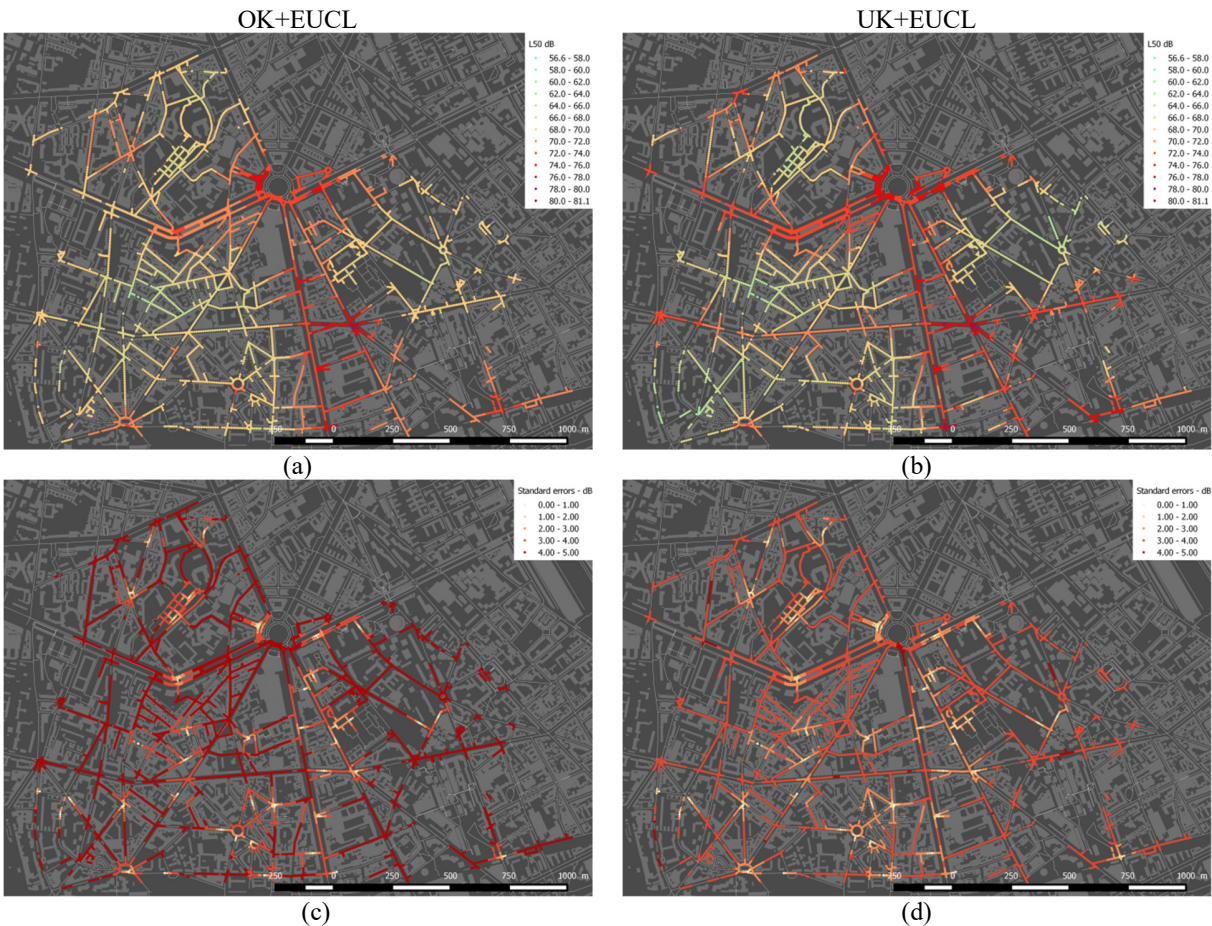 OK+EUCL
UK+EUCL
L50 dB
56.6 - 58.0
58.0 - 60.0
60.0 - 62.0
62.0 - 64.0
64.0 - 66.0
66.0 - 68.0
68.0 - 70.0
70.0 - 72.0
72.0 - 74.0
74.0 - 76.0
76.0 - 78.0
78.0 - 80.0
80.0 - 81.1
250 0 250 500 750 1000 m
L50 dB
56.6 - 58.0
58.0 - 60.0
60.0 - 62.0
62.0 - 64.0
64.0 - 66.0
66.0 - 68.0
68.0 - 70.0
70.0 - 72.0
72.0 - 74.0
74.0 - 76.0
76.0 - 78.0
78.0 - 80.0
80.0 - 81.1
250 0 250 500 750 1000 m
(a)
(b)
Standard errors - dB
0.00 - 1.00
1.00 - 2.00
2.00 - 3.00
3.00 - 4.00
4.00 - 5.00
250 0 250 500 750 1000 m
Standard errors - dB
0.00 - 1.00
1.00 - 2.00
2.00 - 3.00
3.00 - 4.00
4.00 - 5.00
250 0 250 500 750 1000 m
(c)
(d)